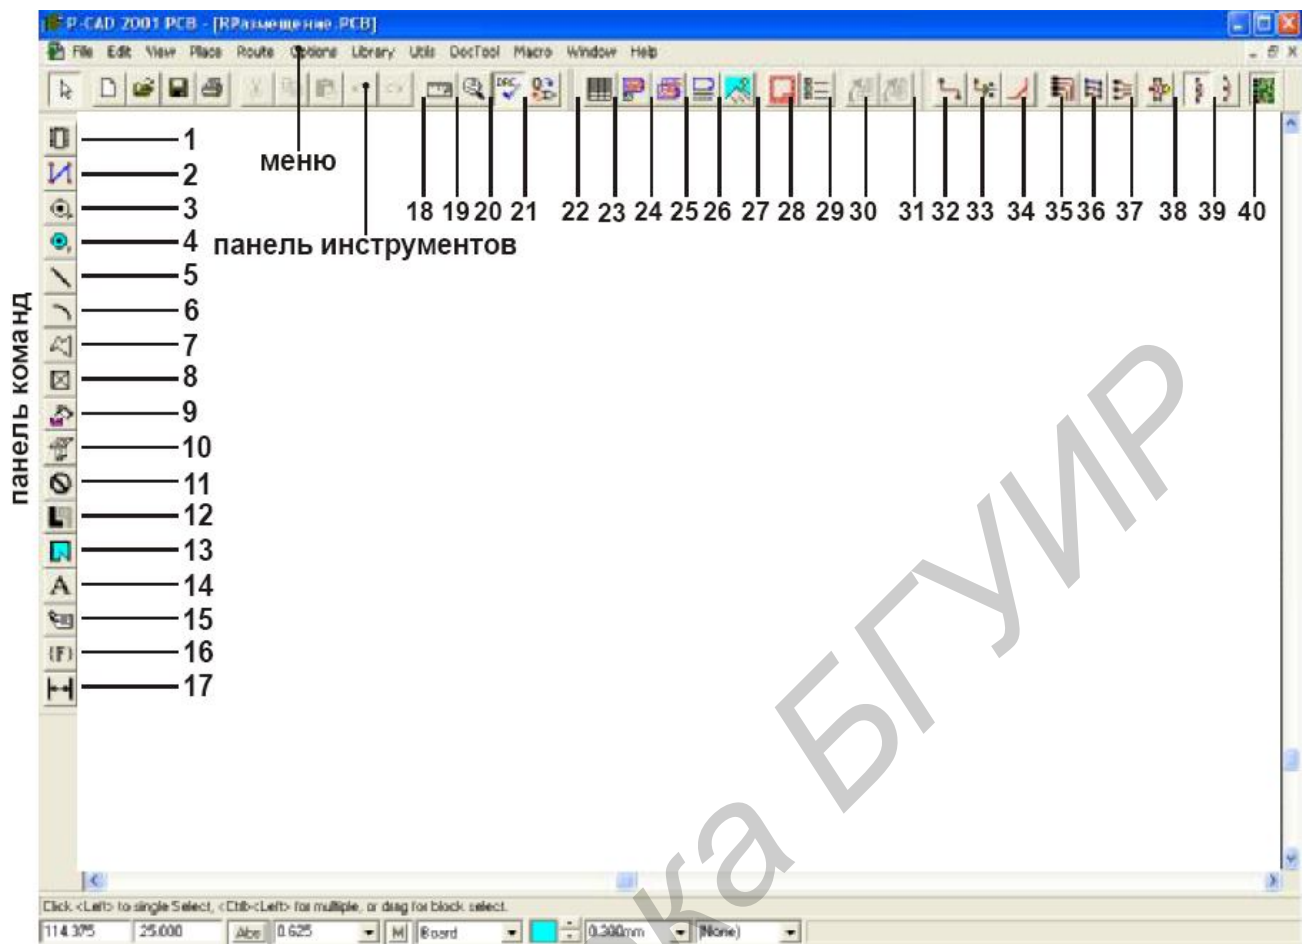 P-CAD 2001 PCB - [RРазмещение.PCB]
File Edit View Place Route Options Library Utils DocTool Macro Window Help
DRC
1
меню
2
3
18 19 20 21 22 23 24 25 26 27 28 29 30 31 32 33 34 35 36 37 38 39 40
4
панель инструментов
5
6
7
панель команд
8
9
10
11
12
13
A
14
15
{F}
16
17
библиотека БГУИР
Click <Left> to single Select, <Ctrl><Left> for multiple, or drag for block select.
114.375 25.000 Abs 0.625 M Board 0.380mm (None)